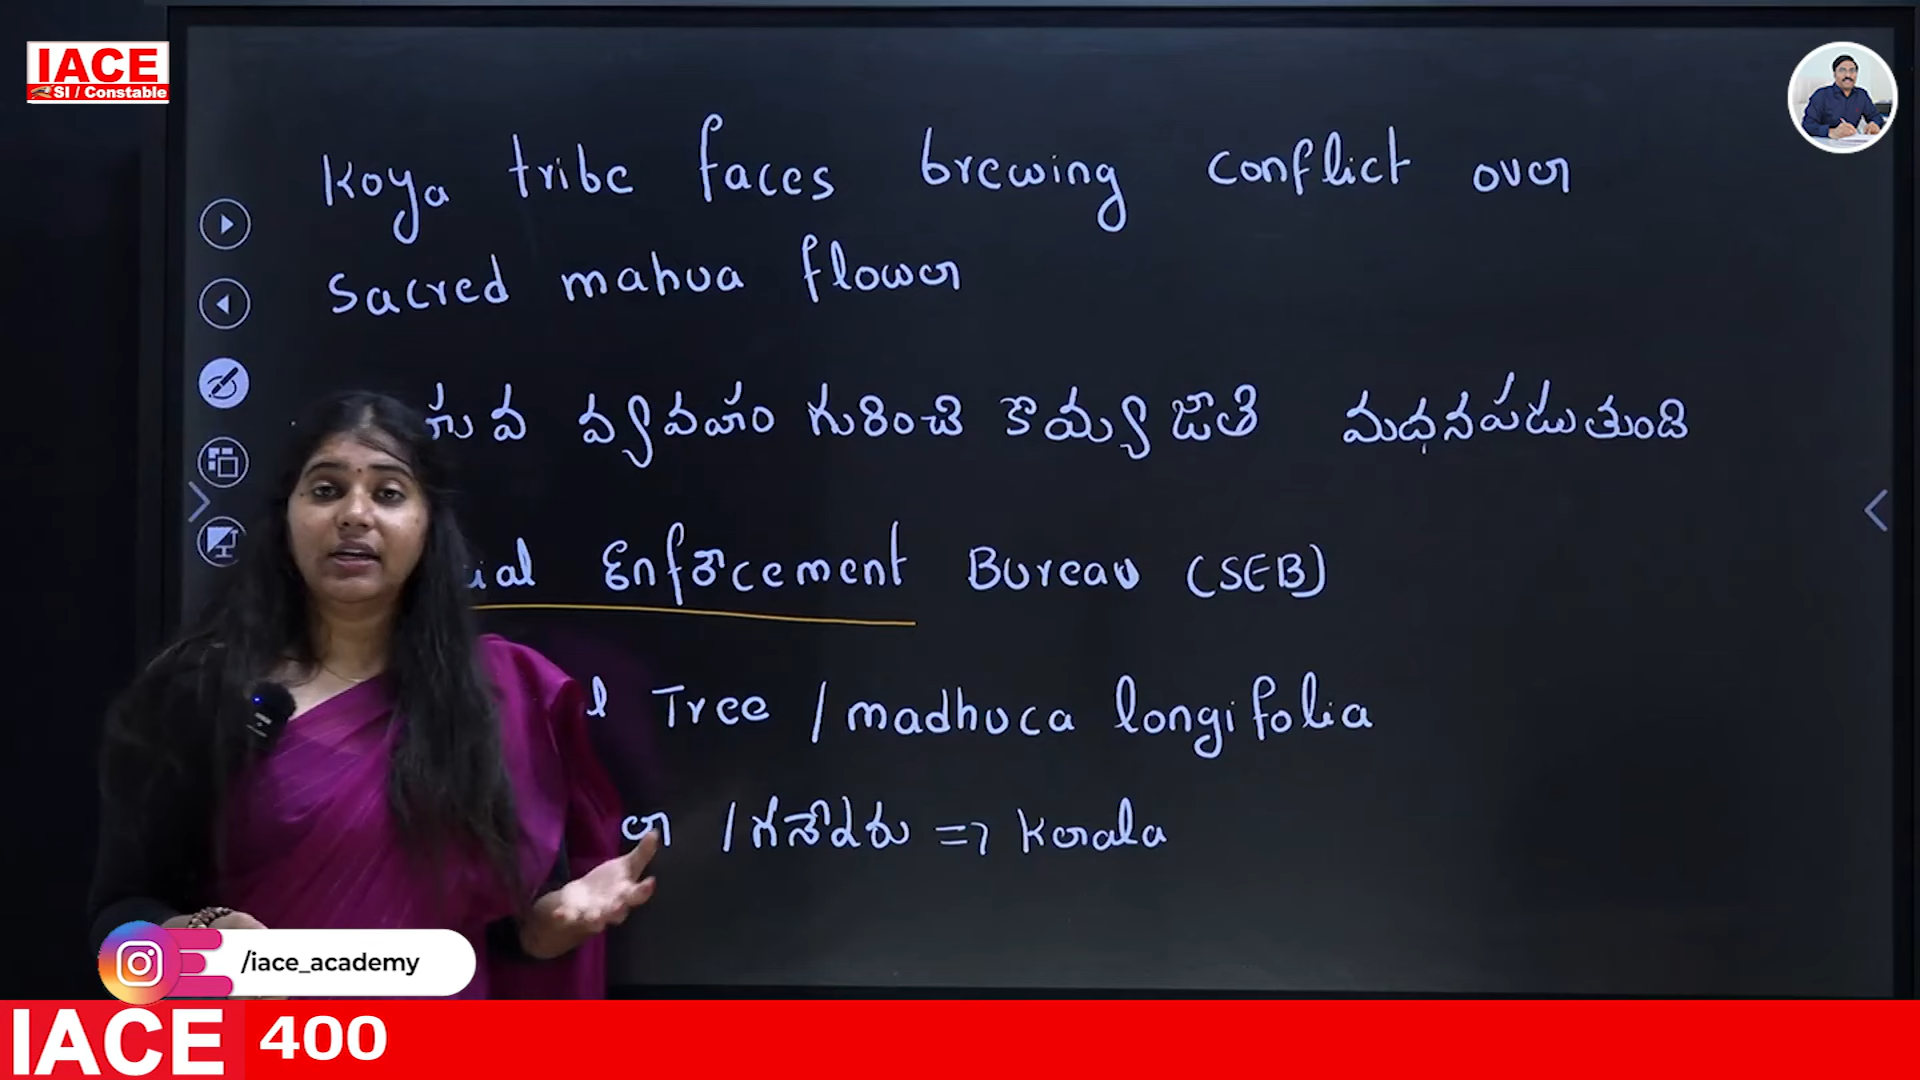 IACE
SI / Constable
Koya tribe faces brewing conflict over
sacred mahua flower
వ్యవహారం గురించి కొయ్య జాతి మధనపడుతుంది
Enforcement Bureau (SEB)
Tree / madhuca longifolia
/ => Kerala
/iace_academy
IACE 400